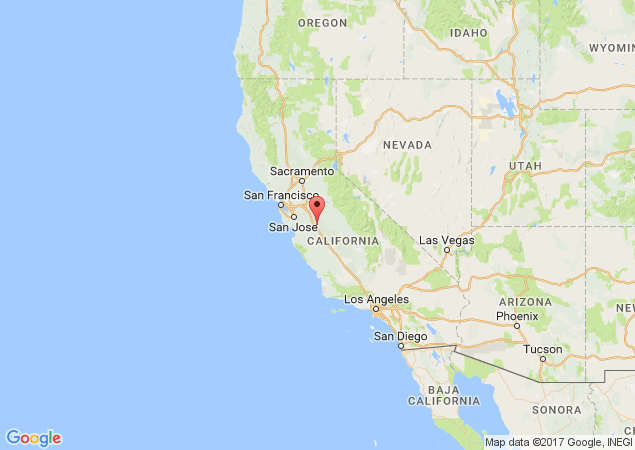 OREGON
IDAHO
WYOMIN
NEVADA
UTAH
Sacramento
San Francisco
San Jose
CALIFORNIA
Las Vegas
Los Angeles
ARIZONA
Phoenix
NEW
San Diego
Tucson
BAJA
CALIFORNIA
SONORA
CH
Google
Map data ©2017 Google, INEGI